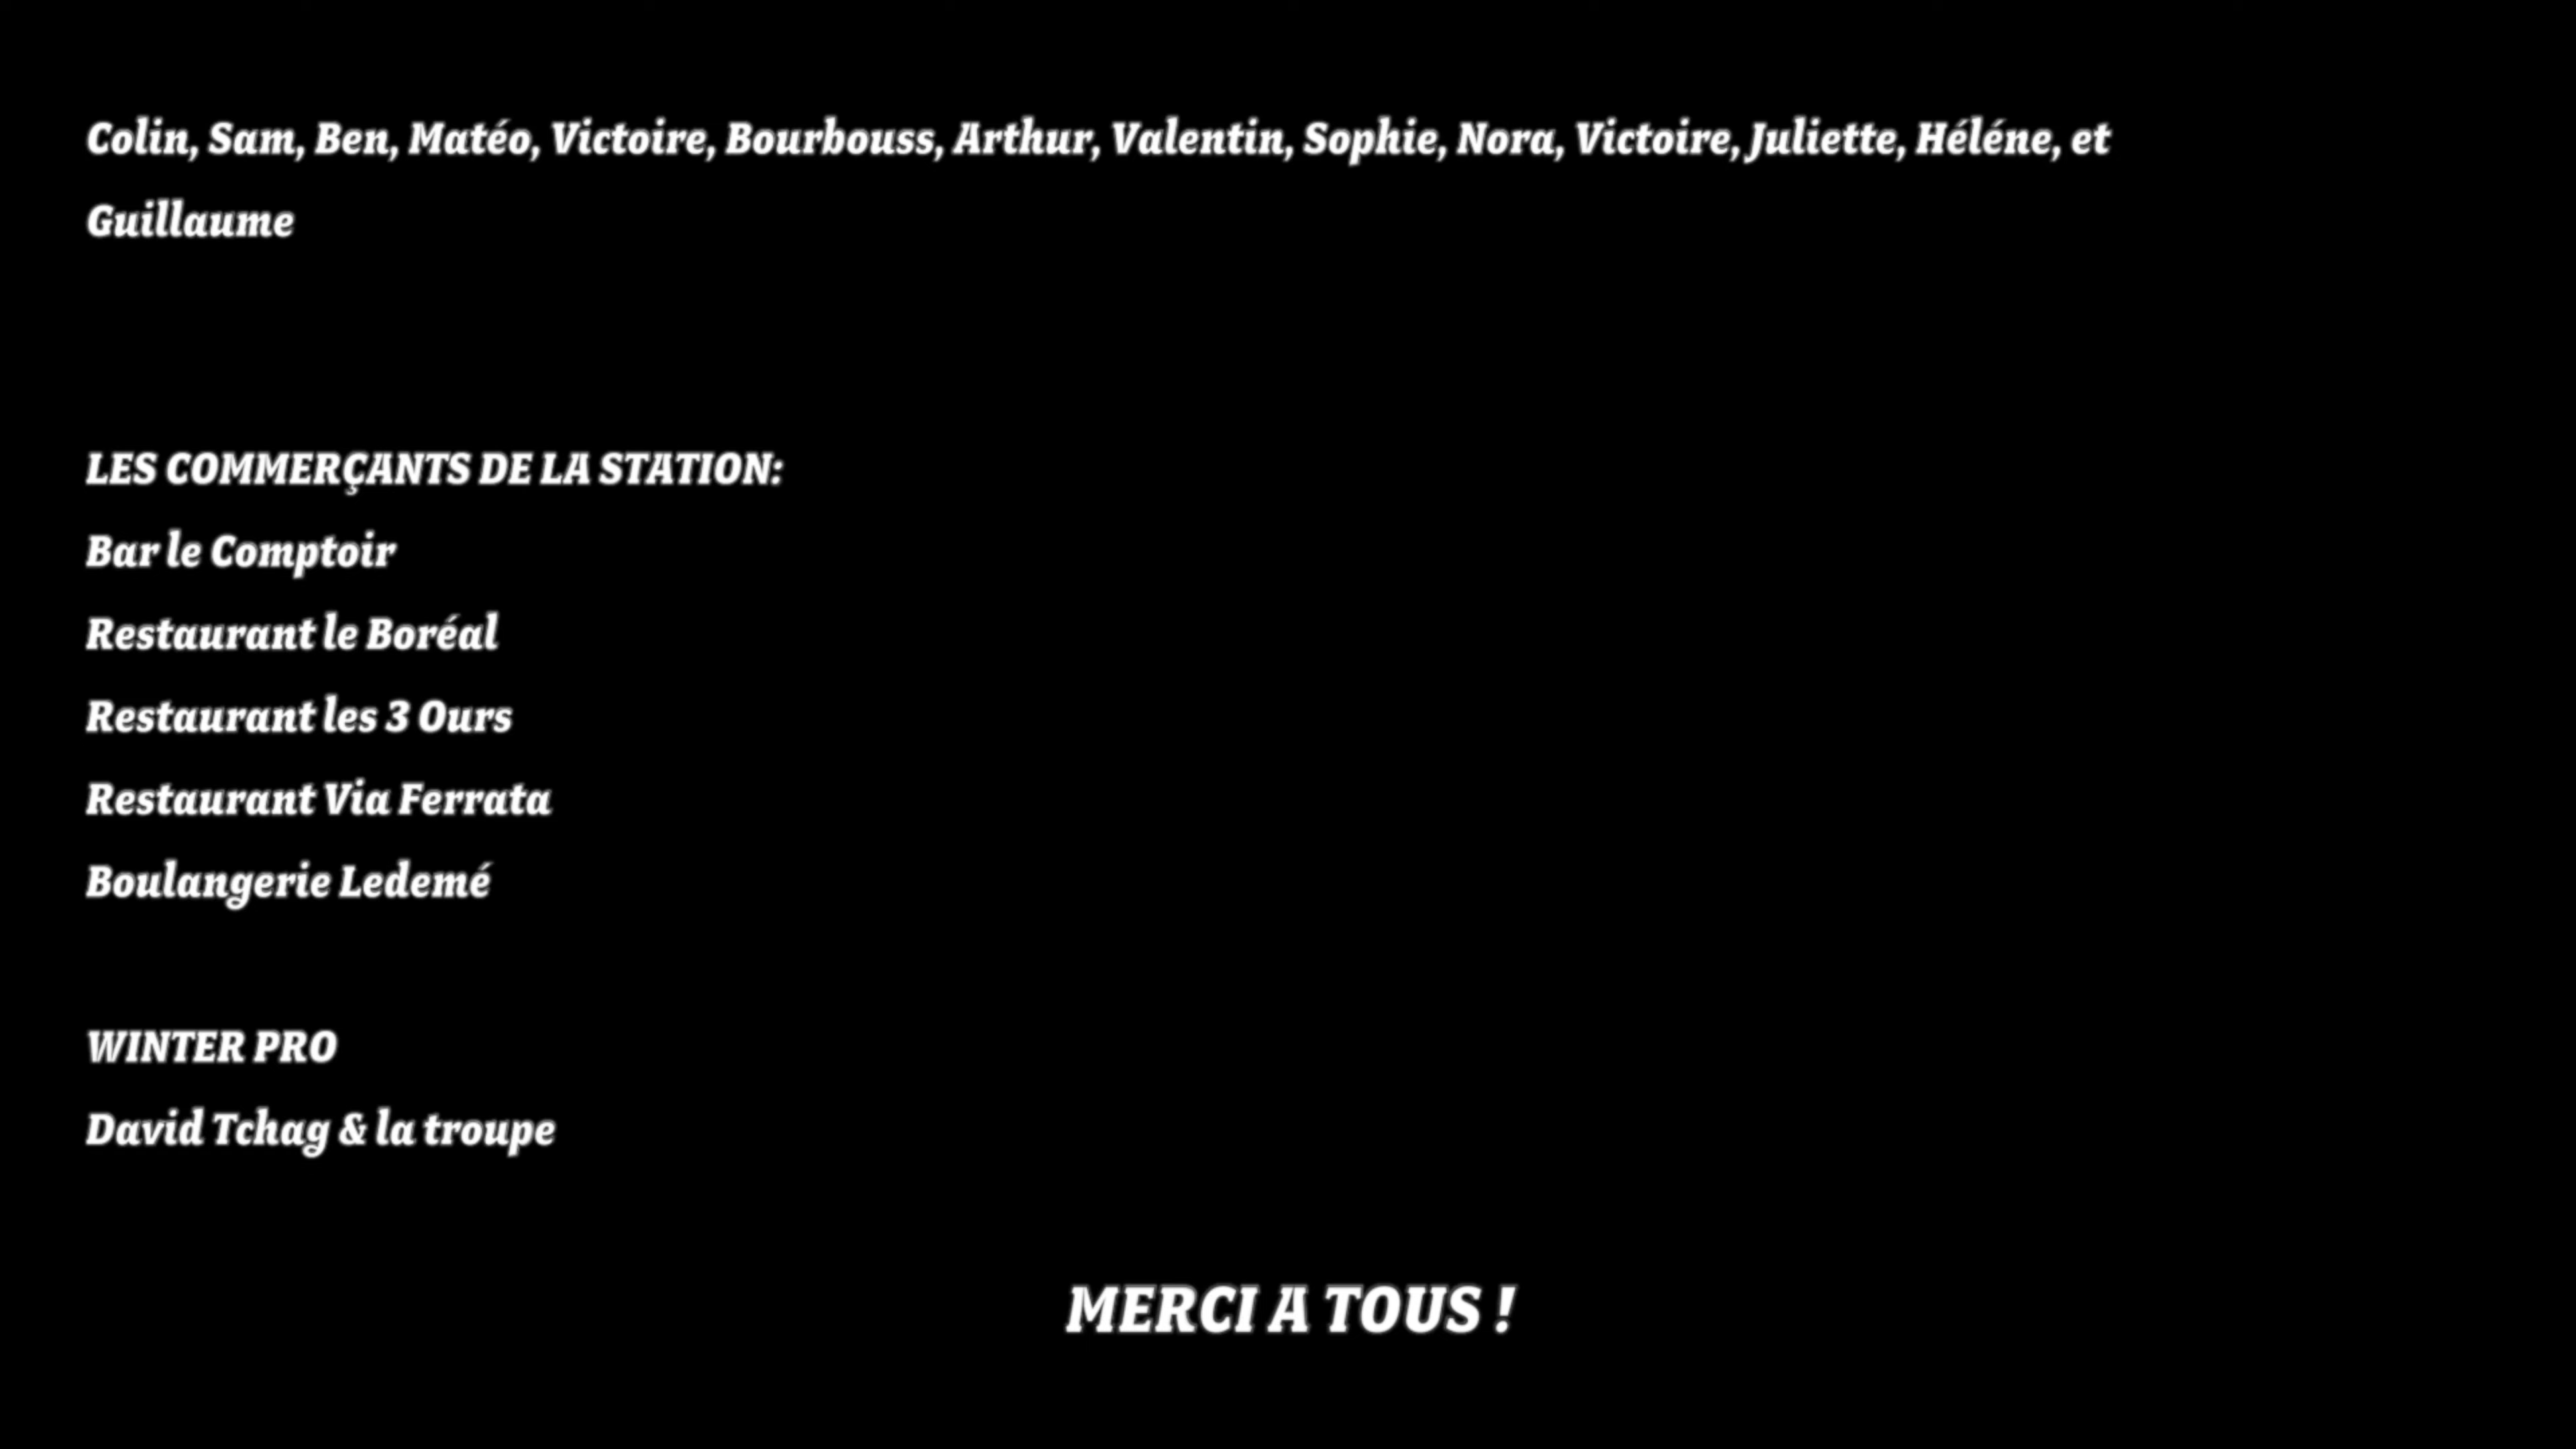 Colin, Sam, Ben, Matéo, Victoire, Bourbouss, Arthur, Valentin, Sophie, Nora, Victoire, Juliette, Héléne, et
Guillaume
LES COMMERÇANTS DE LA STATION:
Bar le Comptoir
Restaurant le Boréal
Restaurant les 3 Ours
Restaurant Via Ferrata
Boulangerie Ledemé
WINTER PRO
David Tchag & la troupe
MERCI A TOUS !